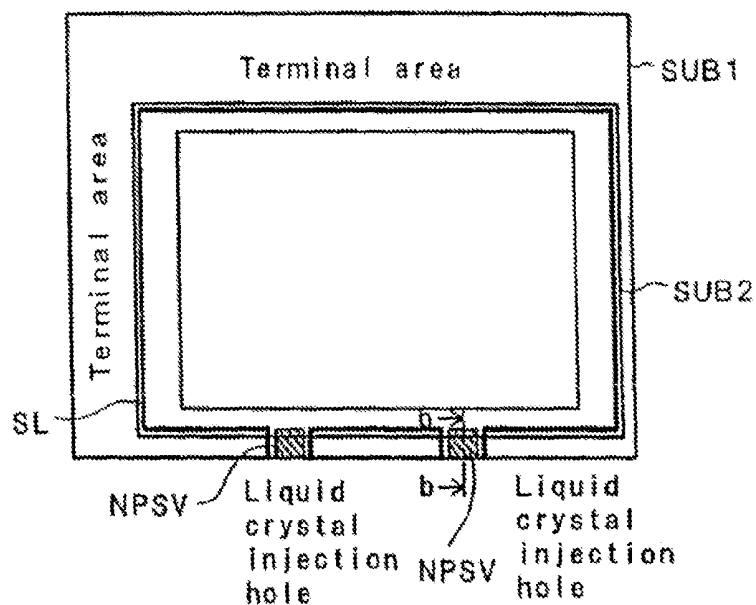 Terminal area
SUB1
Terminal area
SUB2
SL
b
b
NPSV
Liquid
crystal
injection
hole
NPSV
Liquid
crystal
injection
hole